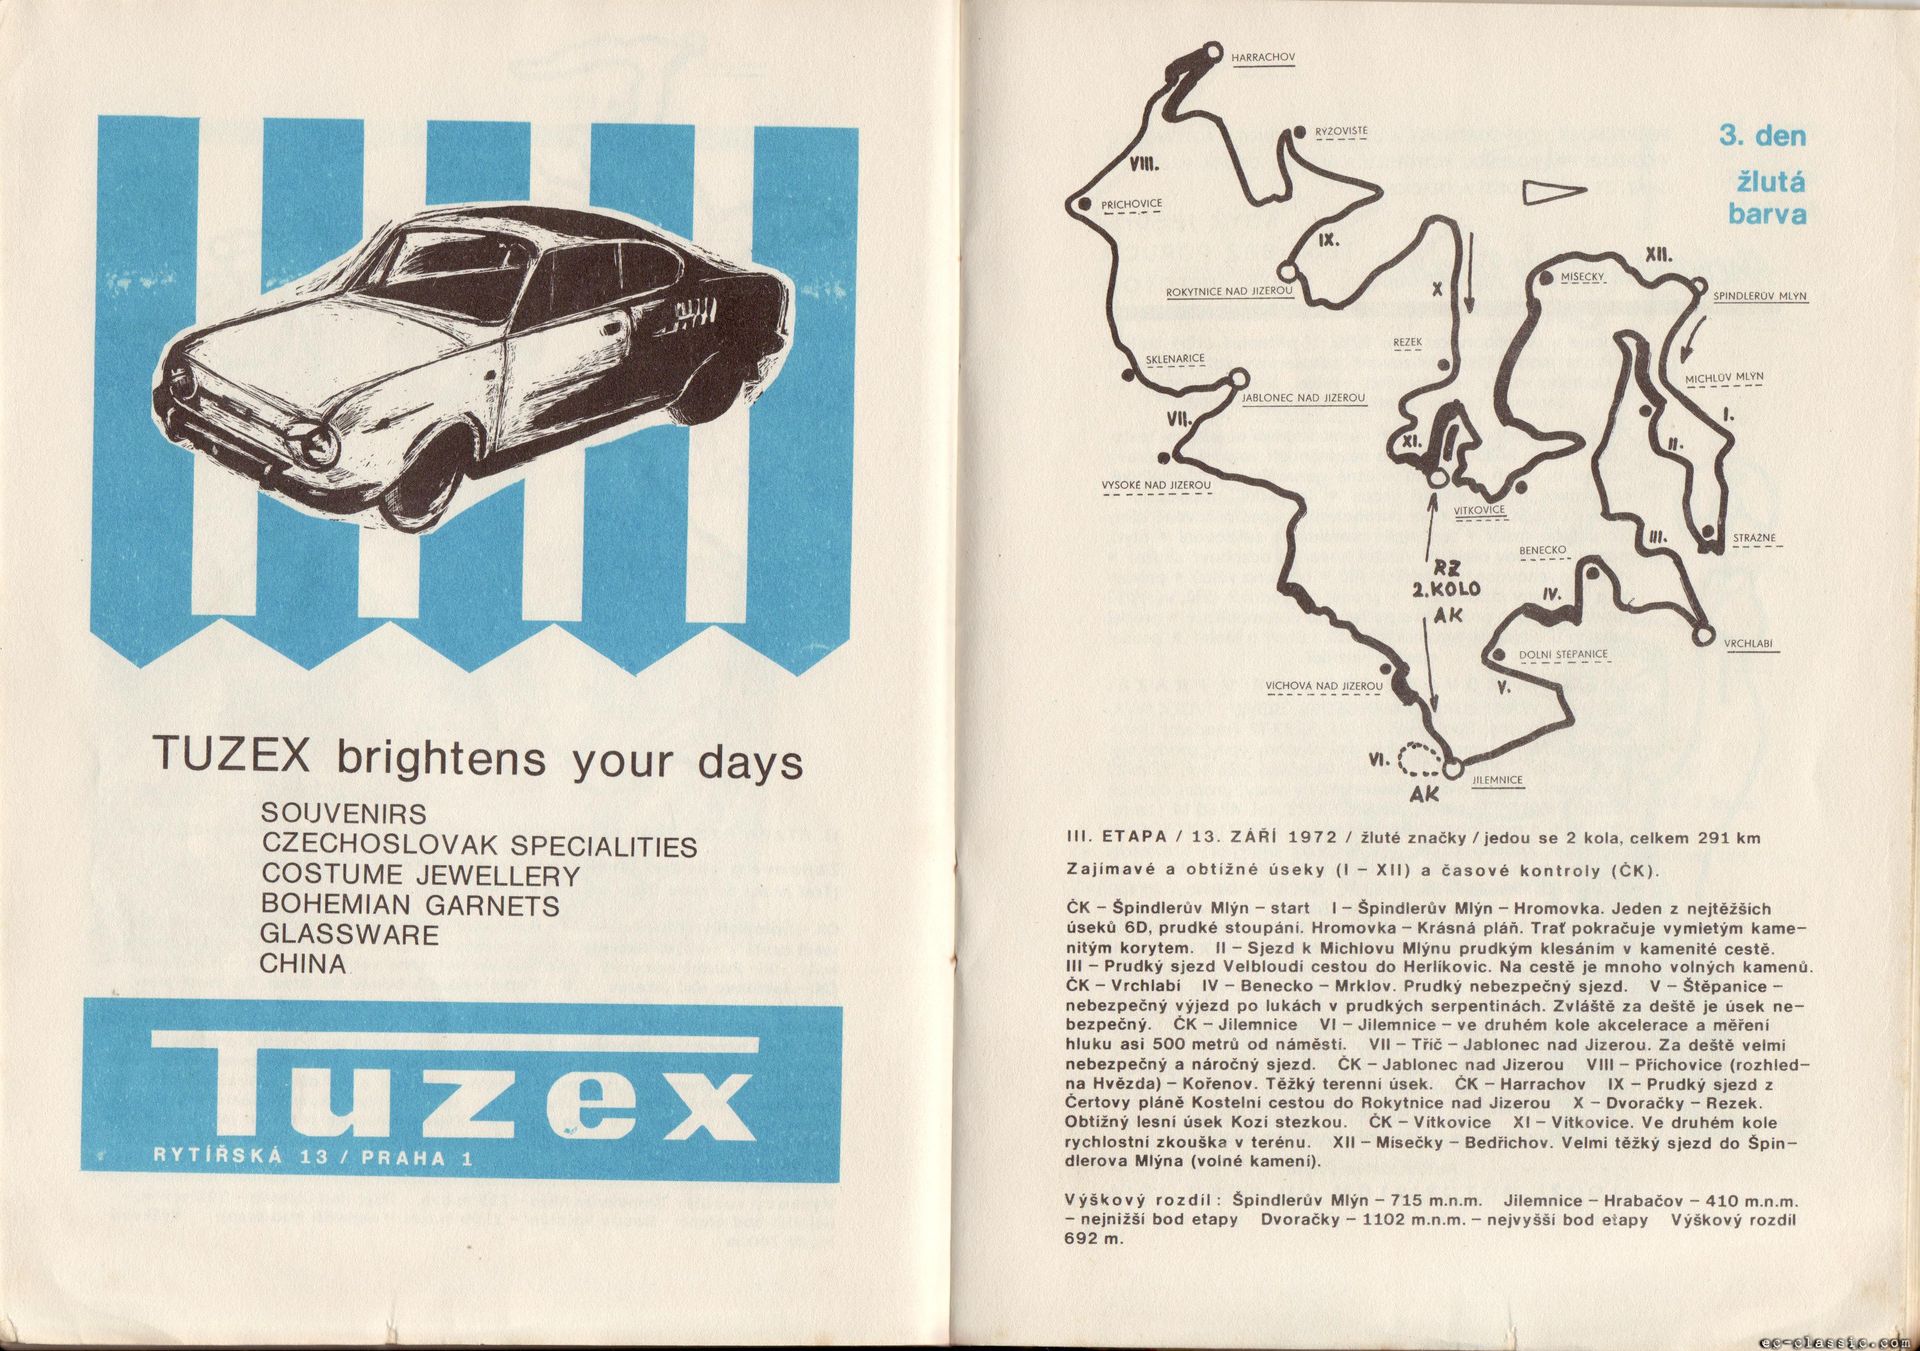 TUZEX brightens your days
SOUVENIRS
CZECHOSLOVAK SPECIALITIES
COSTUME JEWELLERY
BOHEMIAN GARNETS
GLASSWARE
CHINA
Tuzex
RYTÍŘSKÁ 13 / PRAHA 1
3. den
žlutá
barva
HARRACHOV
RÝŽOVIŠTĚ
VIII.
PRICHOVICE
IX.
ROKYTNICE NAD JIZEROU
X
REZEK
MISECKY
XII.
SPINDLERŮV MLÝN
MICHLŮV MLÝN
SKLENAŘICE
JABLONEC NAD JIZEROU
VII.
VYSOKÉ NAD JIZEROU
XI.
VITKOVICE
I.
II.
STRAZNE
III.
BENECKO
IV.
RZ
2.KOLO
AK
VRCHLABÍ
DOLNI STEPANICE
V.
VICHOVÁ NAD JIZEROU
VI.
AK
JILEMNICE
III. ETAPA / 13. ZÁŘÍ 1972 / žluté značky / jedou se 2 kola, celkem 291 km
Zajímavé a obtížné úseky (I – XII) a časové kontroly (ČK).
ČK – Špindlerův Mlýn – start I – Špindlerův Mlýn – Hromovka. Jeden z nejtěžších
úseků 6D, prudké stoupání. Hromovka – Krásná pláň. Trať pokračuje vymletým kame-
nitým korytem. II – Sjezd k Michlovu Mlýnu prudkým klesáním v kamenité cestě.
III – Prudký sjezd Velbloudí cestou do Herlíkovic. Na cestě je mnoho volných kamenů.
ČK – Vrchlabí IV – Benecko – Mrklov. Prudký nebezpečný sjezd. V – Štěpanice –
nebezpečný výjezd po lukách v prudkých serpentinách. Zvláště za deště je úsek ne-
bezpečný. ČK – Jilemnice VI – Jilemnice – ve druhém kole akcelerace a měření
hluku asi 500 metrů od náměstí. VII – Tříč – Jablonec nad Jizerou. Za deště velmi
nebezpečný a náročný sjezd. ČK – Jablonec nad Jizerou VIII – Příchovice (rozhled-
na Hvězda) – Kořenov. Těžký terenní úsek. ČK – Harrachov IX – Prudký sjezd z
Čertovy pláně Kostelní cestou do Rokytnice nad Jizerou X – Dvoračky – Rezek.
Obtížný lesní úsek Kozí stezkou. ČK – Vítkovice XI – Vítkovice. Ve druhém kole
rychlostní zkouška v terénu. XII – Mísečky – Bedřichov. Velmi těžký sjezd do Špin-
dlerova Mlýna (volné kamení).
Výškový rozdíl : Špindlerův Mlýn – 715 m.n.m. Jilemnice – Hrabačov – 410 m.n.m.
– nejnižší bod etapy Dvoračky – 1102 m.n.m. – nejvyšší bod etapy Výškový rozdíl
692 m.
ec-classic.com